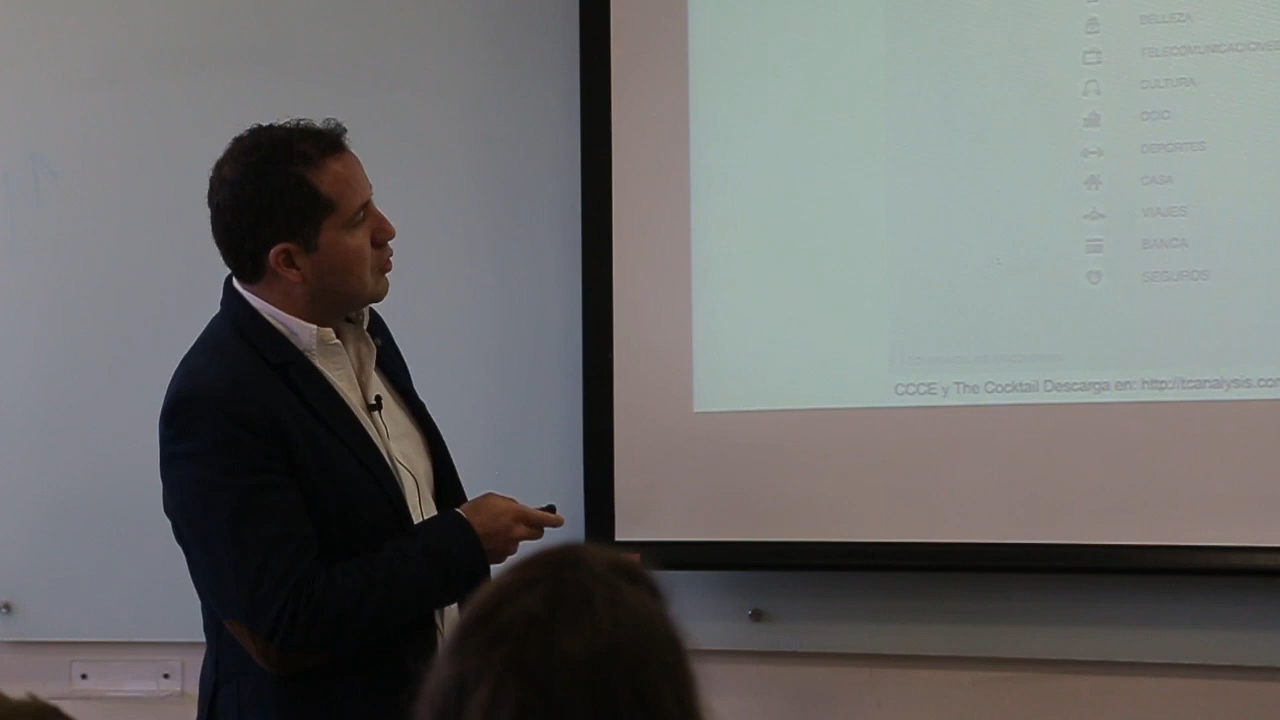 BELLEZA
TELECOMUNICACIONES
CULTURA
OCIO
DEPORTES
CASA
VIAJES
BANCA
SEGUROS
CCCE y The Cocktail Descarga en: http://tcanalysis.com